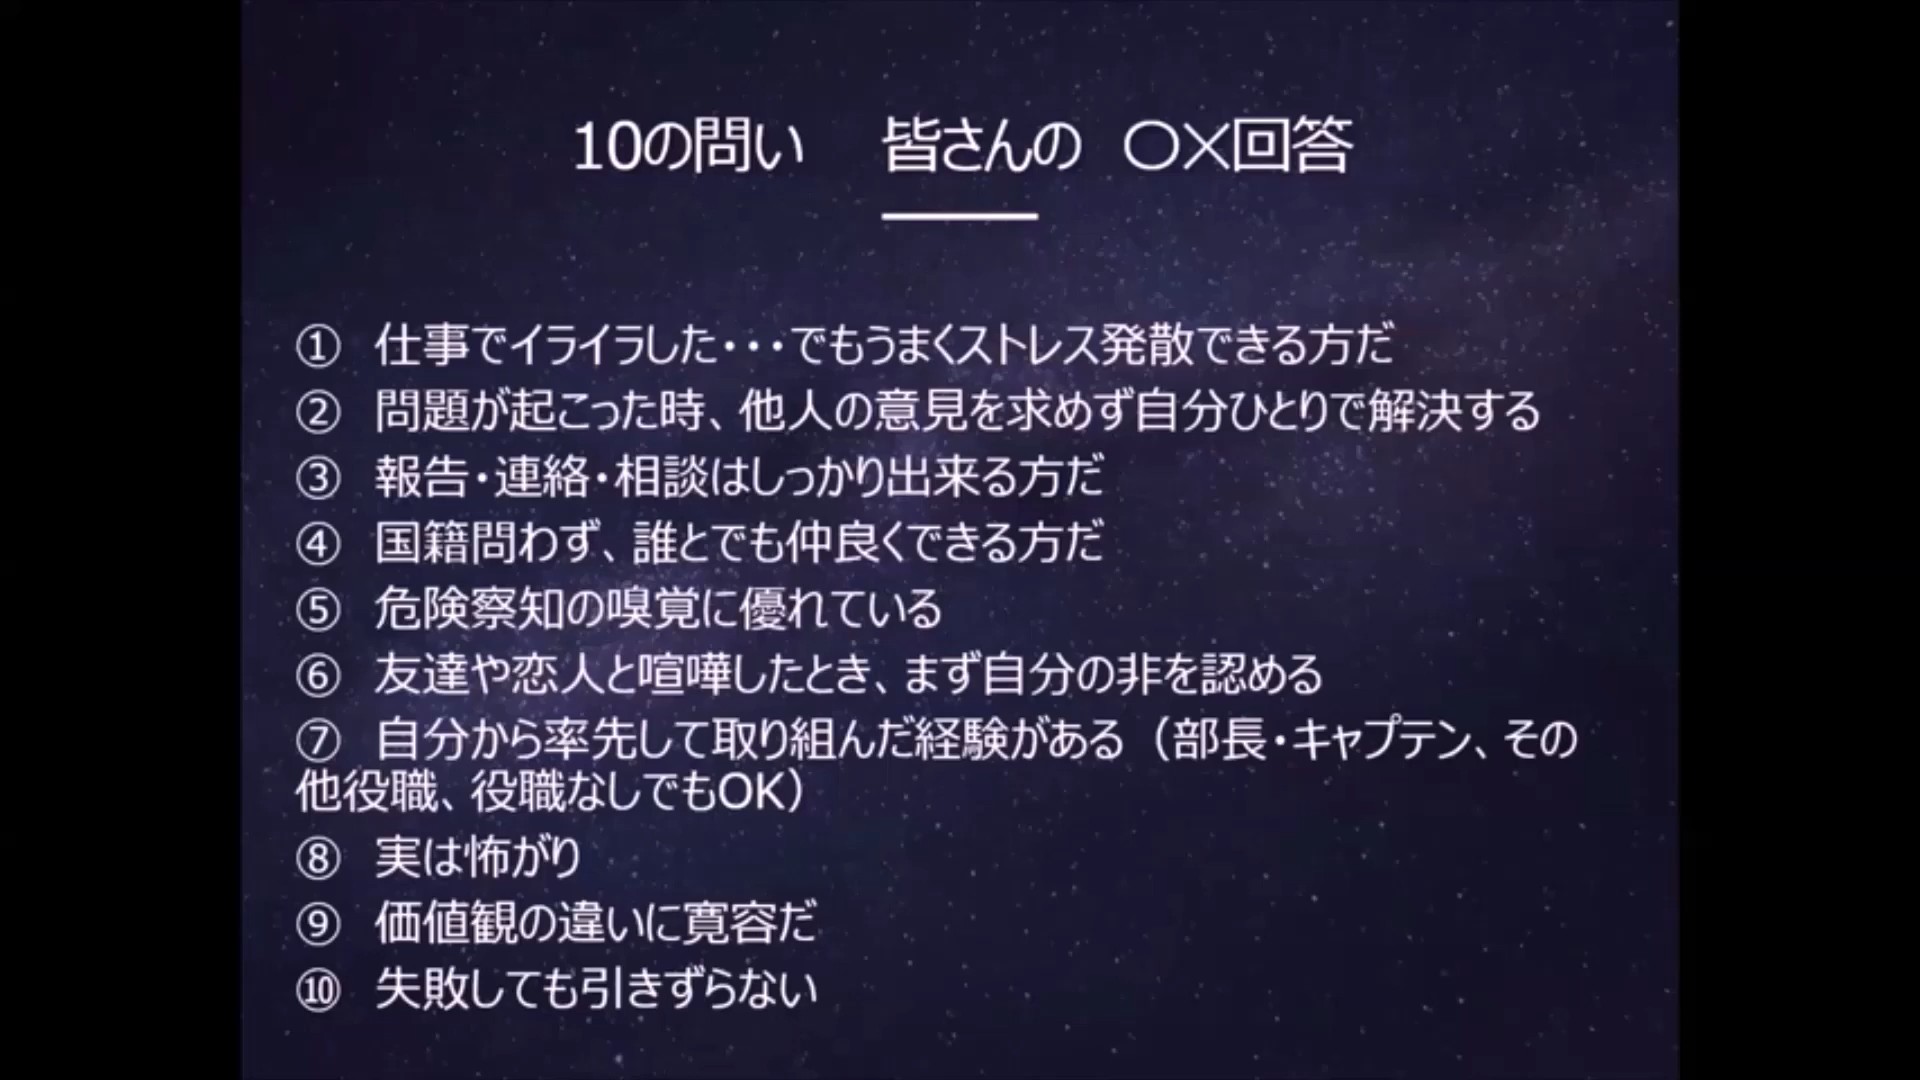 10の問い　皆さんの　〇×回答
①　仕事でイライラした・・・でもうまくストレス発散できる方だ
②　問題が起こった時、他人の意見を求めず自分ひとりで解決する
③　報告・連絡・相談はしっかり出来る方だ
④　国籍問わず、誰とでも仲良くできる方だ
⑤　危険察知の嗅覚に優れている
⑥　友達や恋人と喧嘩したとき、まず自分の非を認める
⑦　自分から率先して取り組んだ経験がある（部長・キャプテン、その
他役職、役職なしでもOK）
⑧　実は怖がり
⑨　価値観の違いに寛容だ
⑩　失敗しても引きずらない